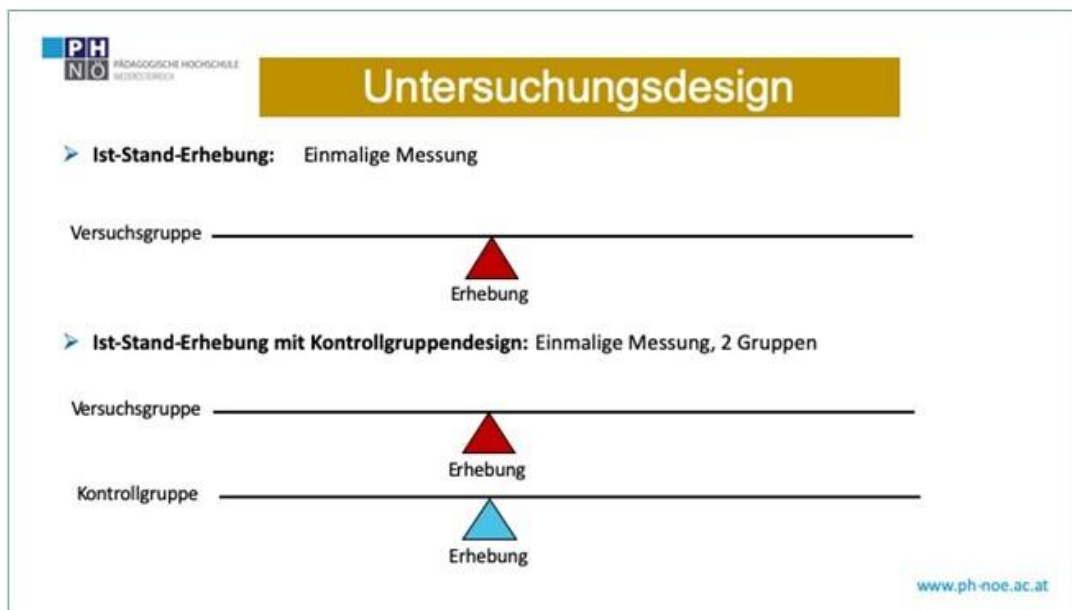 PH
NÖ
PÄDAGOGISCHE HOCHSCHULE
NIEDERÖSTERREICH
Untersuchungsdesign
Ist-Stand-Erhebung: Einmalige Messung
Versuchsgruppe
Erhebung
Ist-Stand-Erhebung mit Kontrollgruppendesign: Einmalige Messung, 2 Gruppen
Versuchsgruppe
Erhebung
Kontrollgruppe
Erhebung
www.ph-noe.ac.at